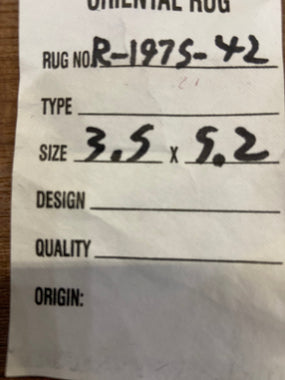 ORIENTAL RUG
RUG NO. R-1975-42
TYPE
SIZE 3.5 X 5.2
DESIGN
QUALITY
ORIGIN: